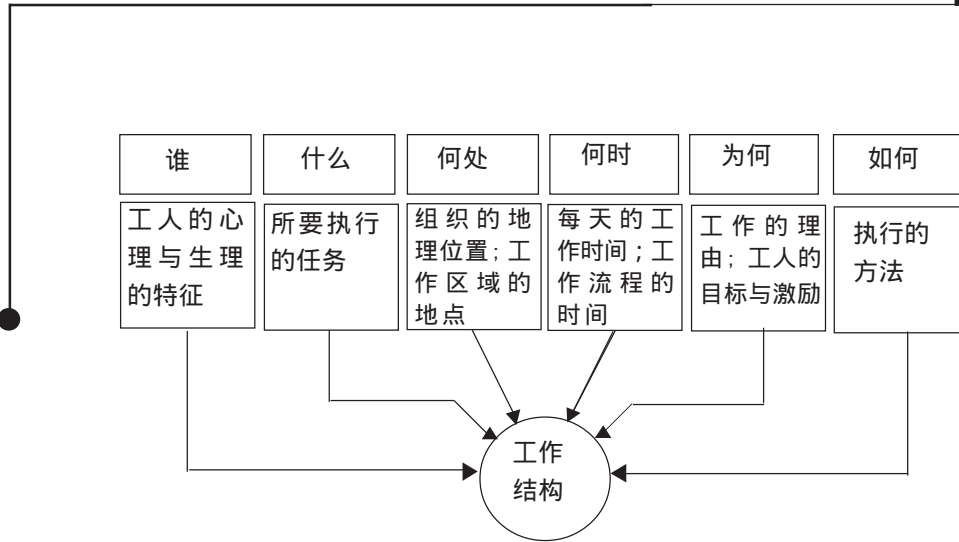 谁
什么
何处
何时
为何
如何
工人的心
理与生理
的特征
所要执行
的任务
组织的地
理位置；工
作区域的
地点
每天的工
作时间；工
作流程的
时间
工作的理
由；工人的
目标与激励
执行的
方法
工作
结构